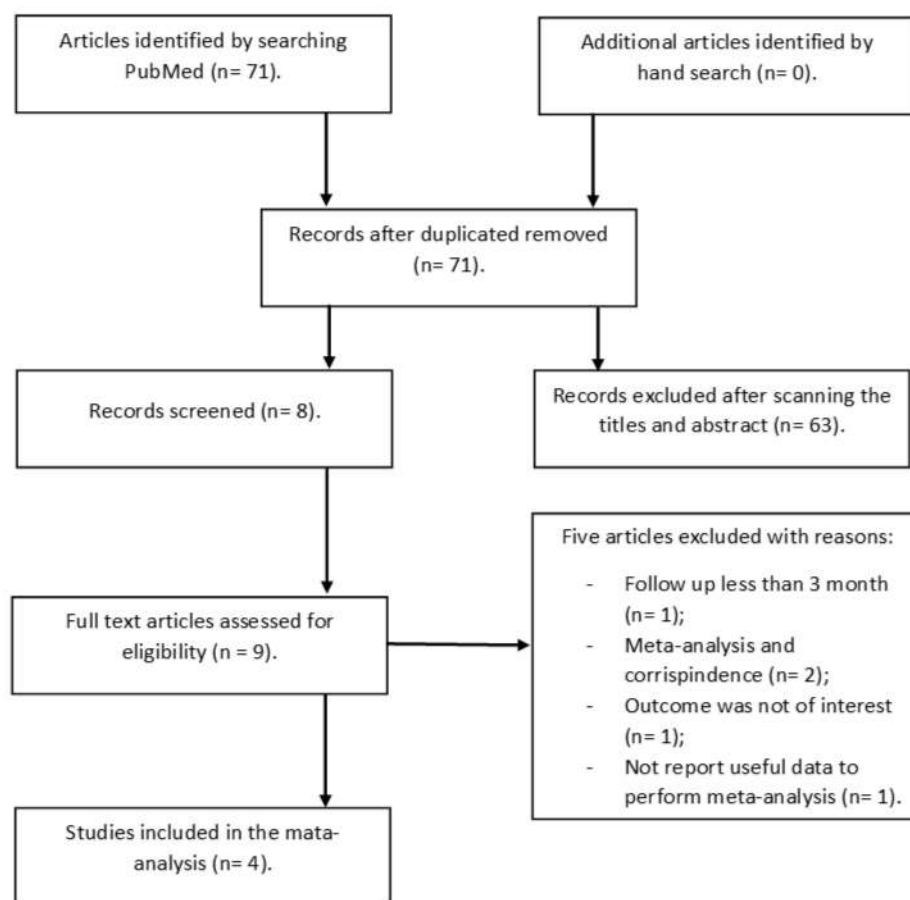 Articles identified by searching
PubMed (n= 71).
Additional articles identified by
hand search (n= 0).
Records after duplicated removed
(n= 71).
Records screened (n= 8).
Records excluded after scanning the
titles and abstract (n= 63).
Full text articles assessed for
eligibility (n = 9).
Five articles excluded with reasons:
- Follow up less than 3 month
(n= 1);
- Meta-analysis and
corrispindence (n= 2);
- Outcome was not of interest
(n= 1);
- Not report useful data to
perform meta-analysis (n= 1).
Studies included in the mata-
analysis (n= 4).